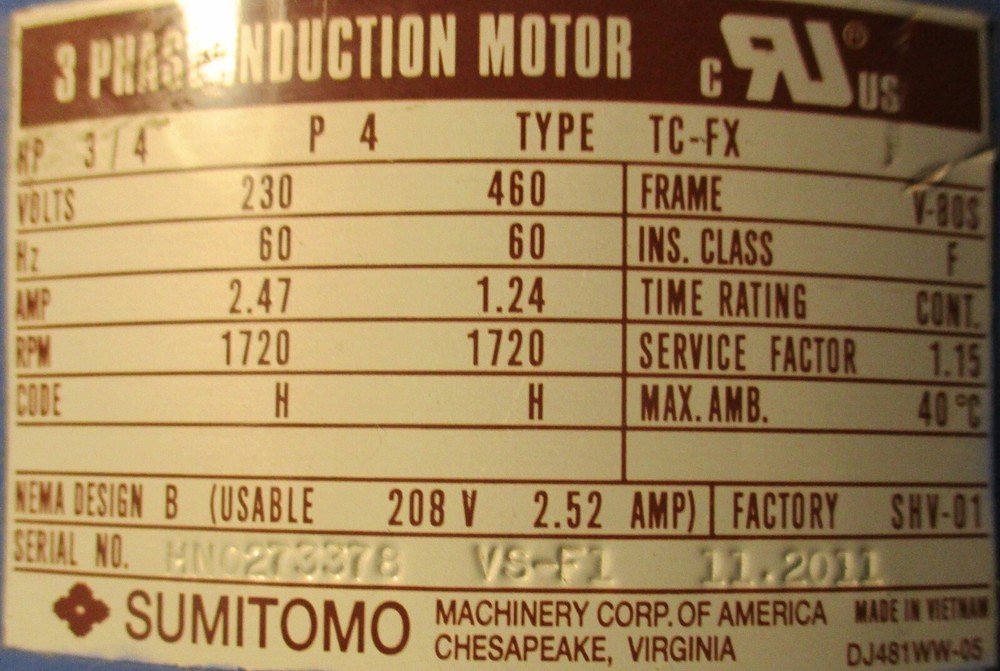 3 PHASE INDUCTION MOTOR
C RU® US
HP 3/4 P 4 TYPE TC-FX
VOLTS 230 460 FRAME V-80S
Hz 60 60 INS. CLASS F
AMP 2.47 1.24 TIME RATING CONT.
RPM 1720 1720 SERVICE FACTOR 1.15
CODE H H MAX. AMB. 40°C
NEMA DESIGN B (USABLE 208 V 2.52 AMP) FACTORY SHV-01
SERIAL NO. HN0273378 VS-F1 11.2011
SUMITOMO MACHINERY CORP. OF AMERICA MADE IN VIETNAM
CHESAPEAKE, VIRGINIA DJ481WW-05